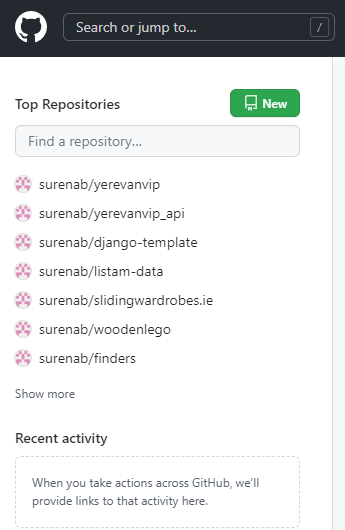 Search or jump to...
/
Top Repositories
New
Find a repository...
surenab/yerevanvip
surenab/yerevanvip_api
surenab/django-template
surenab/listam-data
surenab/slidingwardrobes.ie
surenab/woodenlego
surenab/finders
Show more
Recent activity
When you take actions across GitHub, we'll
provide links to that activity here.